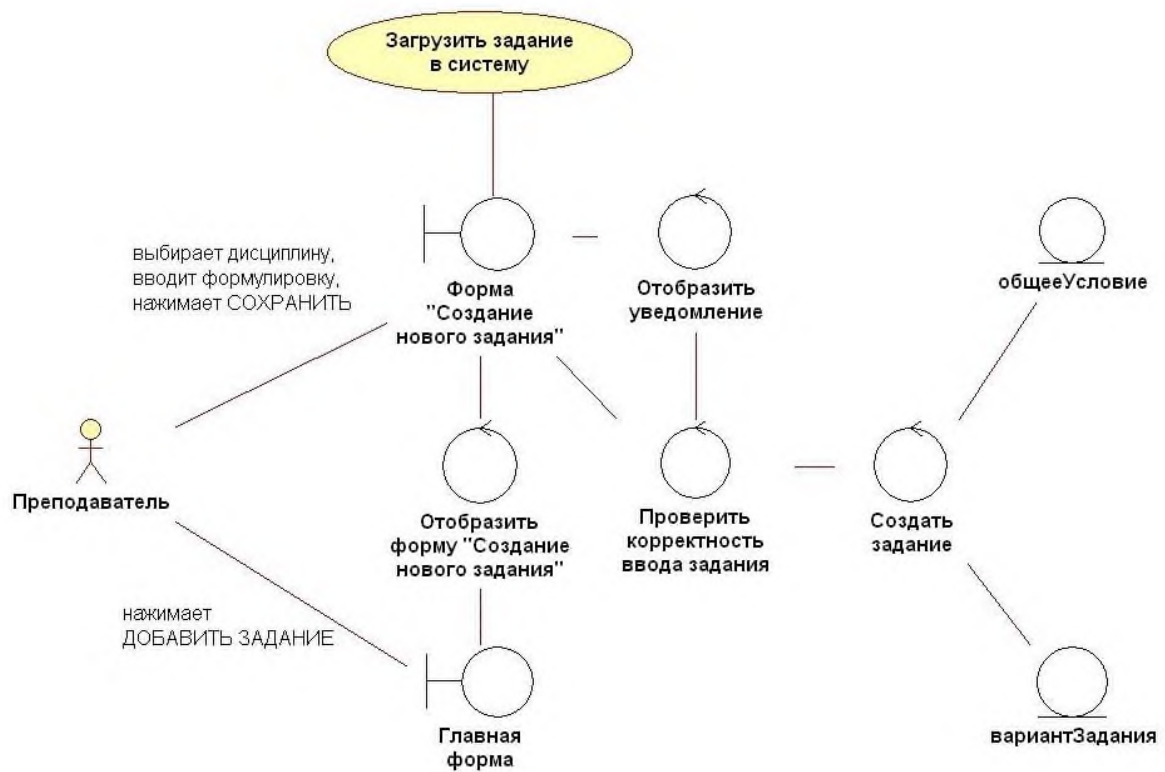 Загрузить задание
в систему
выбирает дисциплину,
вводит формулировку,
нажимает СОХРАНИТЬ
Форма
"Создание
нового задания"
Отобразить
уведомление
общееУсловие
Преподаватель
Отобразить
форму "Создание
нового задания"
Проверить
корректность
ввода задания
Создать
задание
нажимает
ДОБАВИТЬ ЗАДАНИЕ
Главная
форма
вариантЗадания